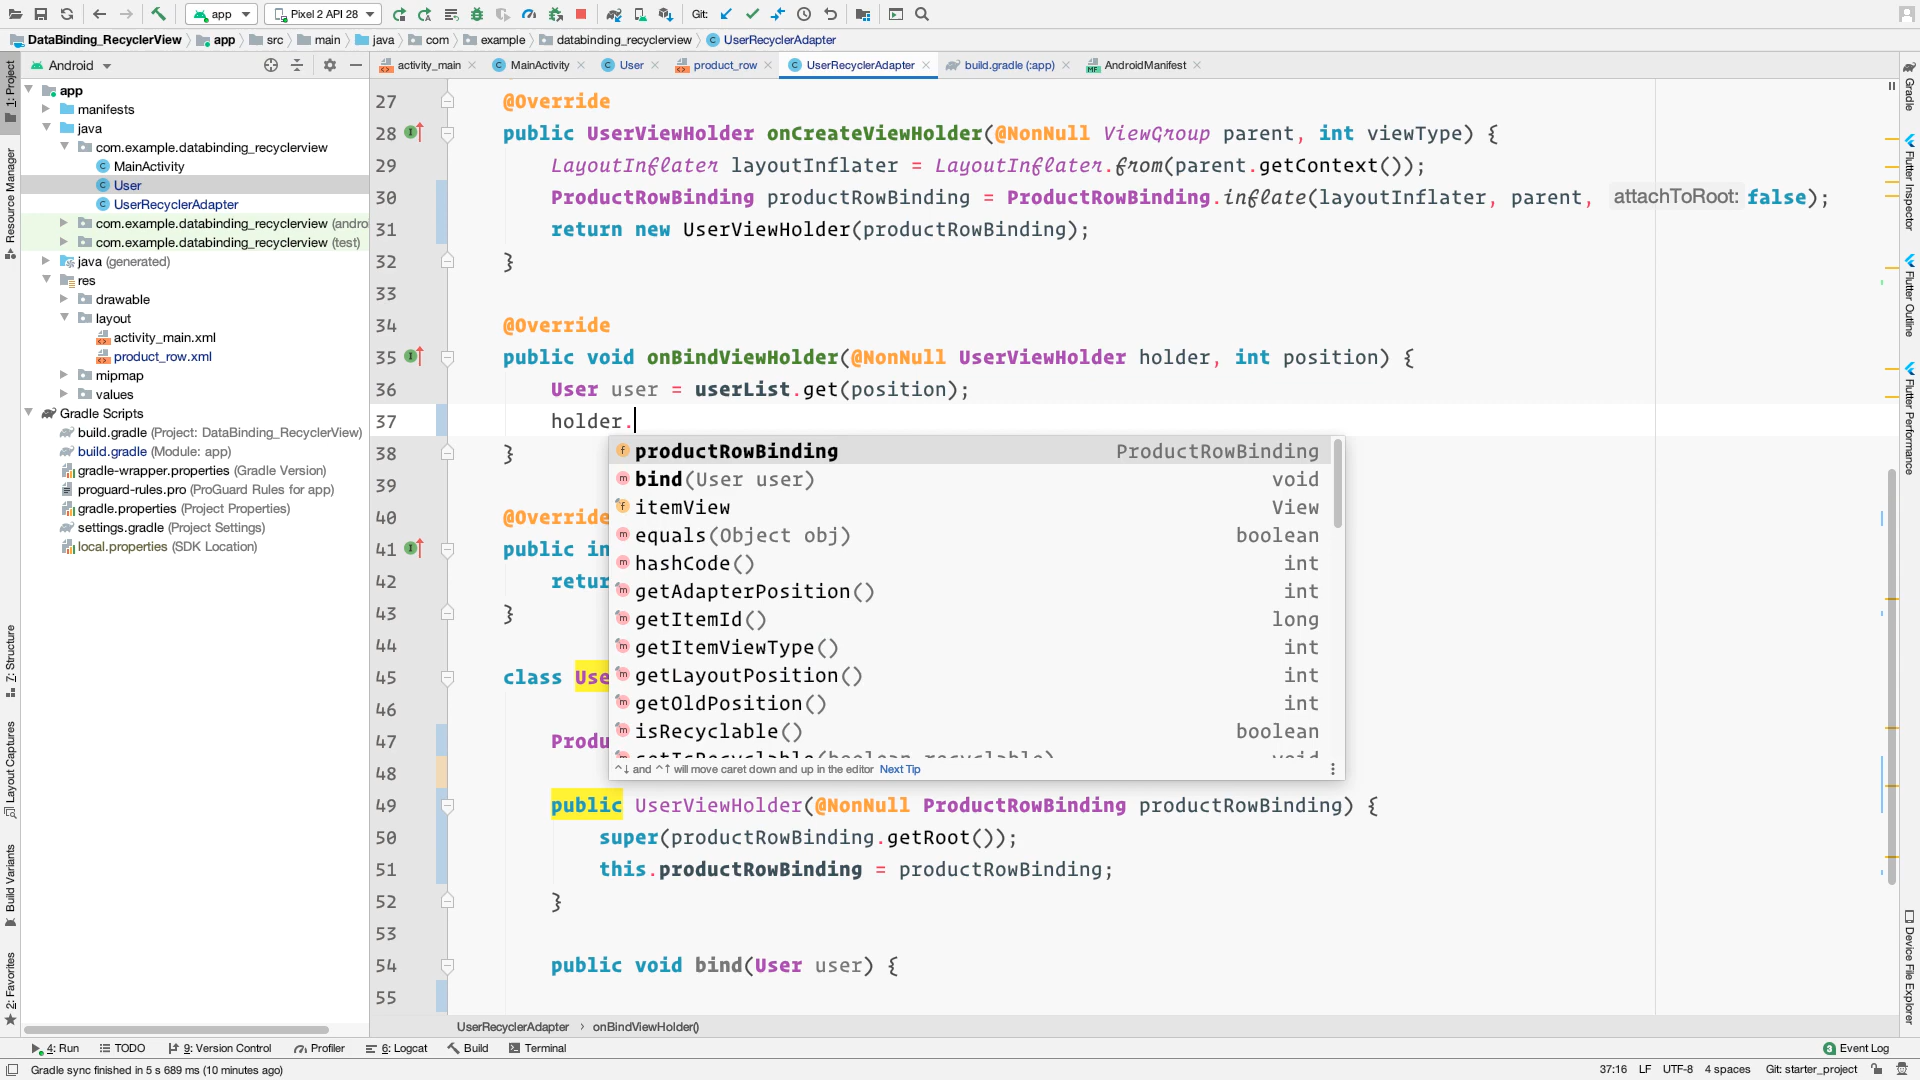 app
Pixel 2 API 28
Git:
DataBinding_RecyclerView
app
src
main
java
com
example
databinding_recyclerview
UserRecyclerAdapter
Android
activity_main
MainActivity
User
product_row
UserRecyclerAdapter
build.gradle (:app)
AndroidManifest
app
manifests
java
com.example.databinding_recyclerview
MainActivity
User
UserRecyclerAdapter
com.example.databinding_recyclerview (andro
com.example.databinding_recyclerview (test)
java (generated)
res
drawable
layout
activity_main.xml
product_row.xml
mipmap
values
Gradle Scripts
build.gradle (Project: DataBinding_RecyclerView)
build.gradle (Module: app)
gradle-wrapper.properties (Gradle Version)
proguard-rules.pro (ProGuard Rules for app)
gradle.properties (Project Properties)
settings.gradle (Project Settings)
local.properties (SDK Location)
1: Project
Resource Manager
7: Structure
Layout Captures
Build Variants
2: Favorites
27 @Override
28 public UserViewHolder onCreateViewHolder(@NonNull ViewGroup parent, int viewType) {
29 LayoutInflater layoutInflater = LayoutInflater.from(parent.getContext());
30 ProductRowBinding productRowBinding = ProductRowBinding.inflate(layoutInflater, parent, attachToRoot: false);
31 return new UserViewHolder(productRowBinding);
32 }
33
34 @Override
35 public void onBindViewHolder(@NonNull UserViewHolder holder, int position) {
36 User user = userList.get(position);
37 holder.
38 }
39
40 @Override
41 public in
42 retur
43 }
44
45 class Use
46
47 Produ
48
49 public UserViewHolder(@NonNull ProductRowBinding productRowBinding) {
50 super(productRowBinding.getRoot());
51 this.productRowBinding = productRowBinding;
52 }
53
54 public void bind(User user) {
55
productRowBinding ProductRowBinding
bind(User user) void
itemView View
equals(Object obj) boolean
hashCode() int
getAdapterPosition() int
getItemId() long
getItemViewType() int
getLayoutPosition() int
getOldPosition() int
isRecyclable() boolean
setIsRecyclable(boolean recyclable) void
^↓ and ^↑ will move caret down and up in the editor Next Tip
Gradle
Flutter Inspector
Flutter Outline
Flutter Performance
Device File Explorer
UserRecyclerAdapter › onBindViewHolder()
4: Run
TODO
9: Version Control
Profiler
6: Logcat
Build
Terminal
3 Event Log
Gradle sync finished in 5 s 689 ms (10 minutes ago)
37:16 LF UTF-8 4 spaces Git: starter_project